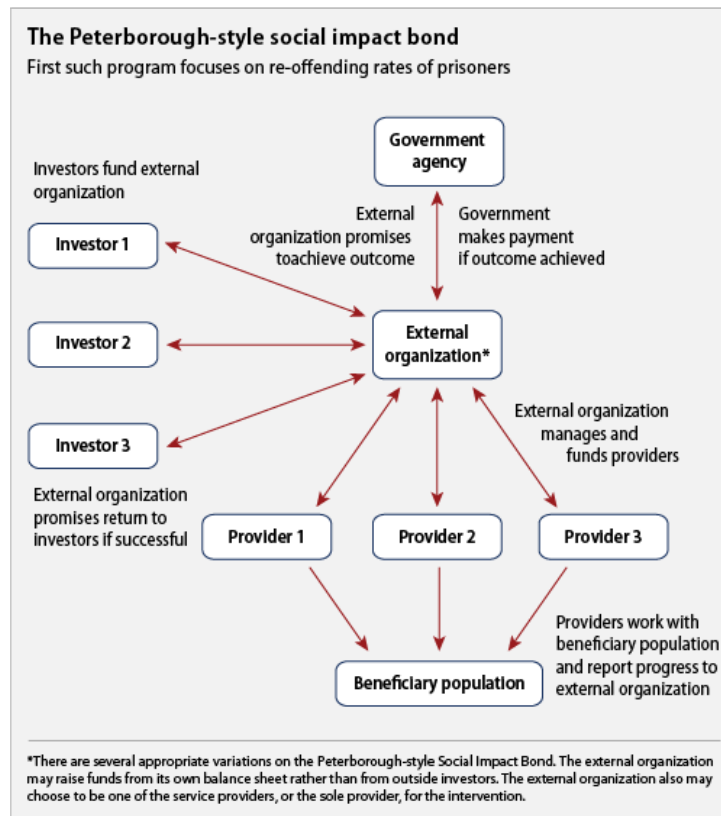 The Peterborough-style social impact bond
First such program focuses on re-offending rates of prisoners
Government
agency
Investors fund external
organization
External
organization promises
toachieve outcome
Government
makes payment
if outcome achieved
Investor 1
Investor 2
External
organization*
Investor 3
External organization
manages and
funds providers
External organization
promises return to
investors if successful
Provider 1
Provider 2
Provider 3
Providers work with
beneficiary population
and report progress to
external organization
Beneficiary population
*There are several appropriate variations on the Peterborough-style Social Impact Bond. The external organization
may raise funds from its own balance sheet rather than from outside investors. The external organization also may
choose to be one of the service providers, or the sole provider, for the intervention.